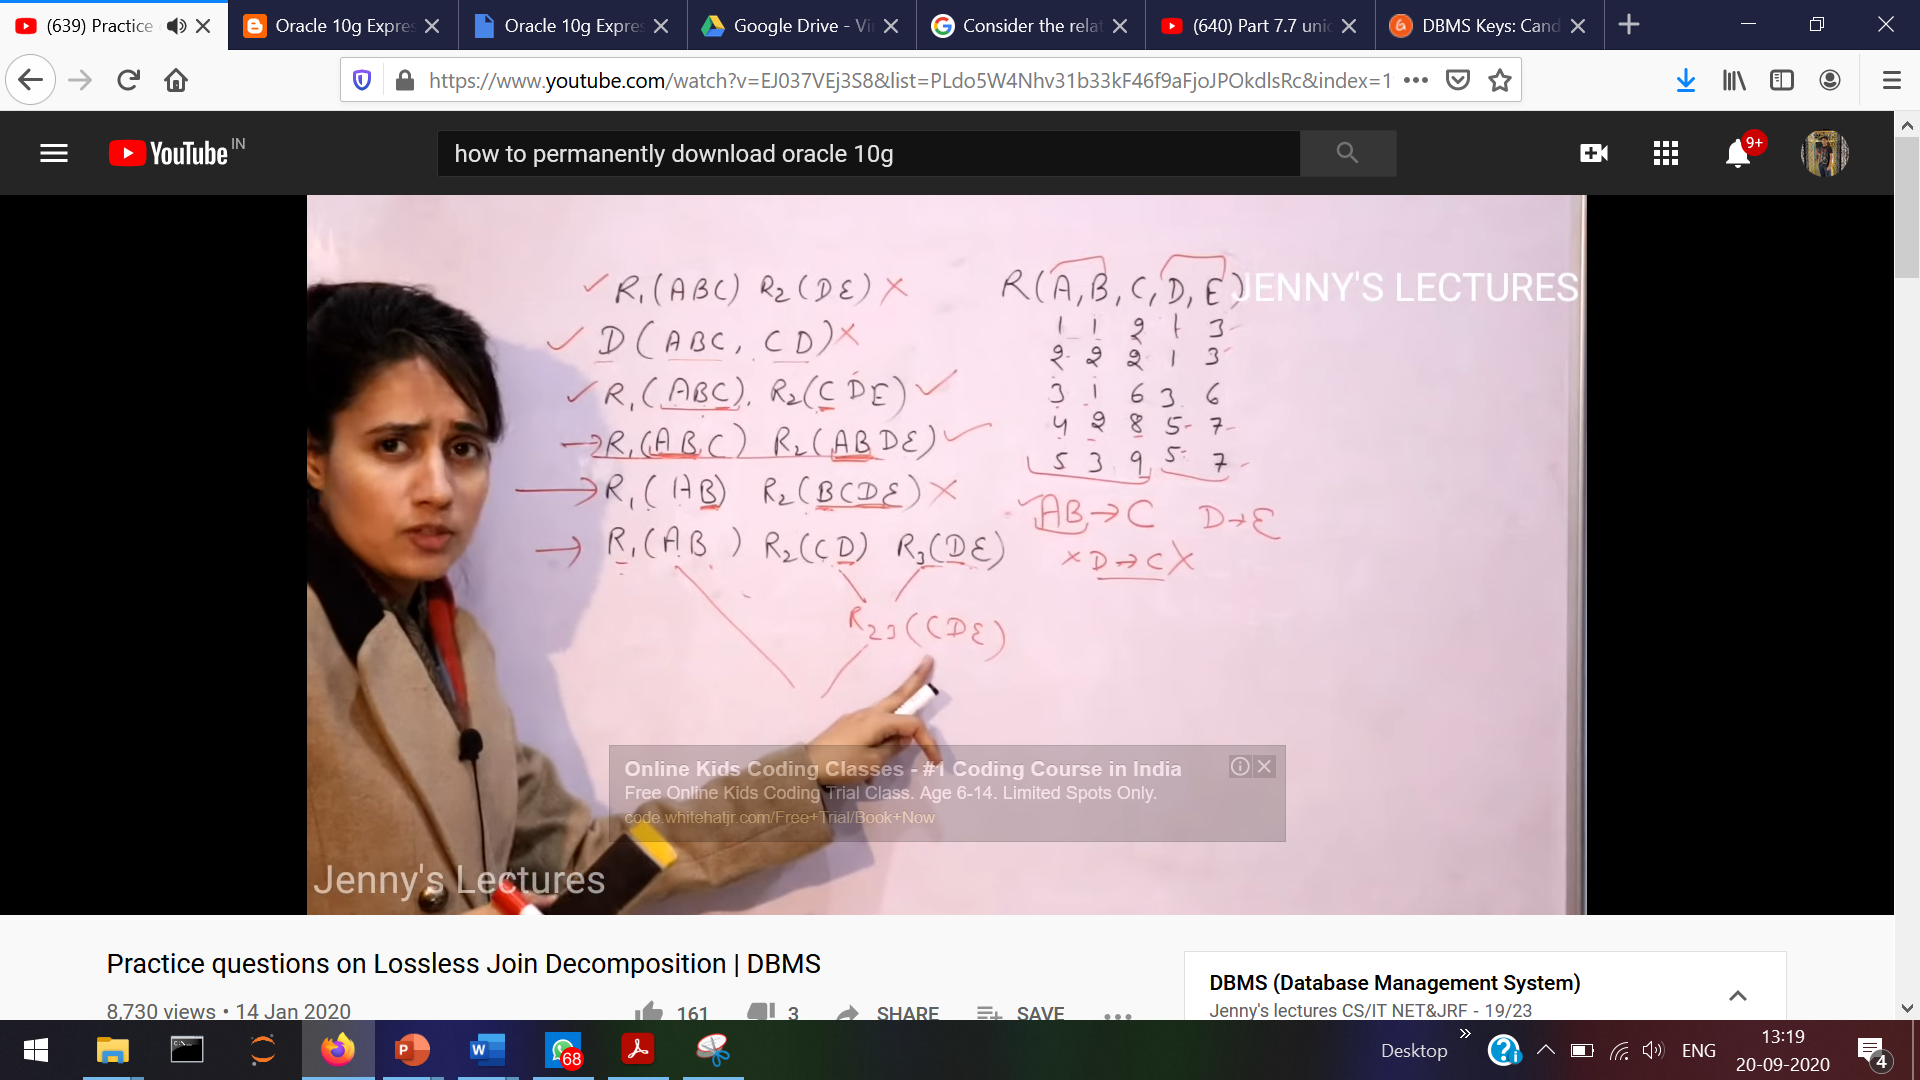 (639) Practice
Oracle 10g Expres
Oracle 10g Expres
Google Drive - Vir
Consider the relat
(640) Part 7.7 unio
DBMS Keys: Cand
https://www.youtube.com/watch?v=EJ037VEj3S8&list=PLdo5W4Nhv31b33kF46f9aFjoJPOkdlsRc&index=1
YouTube IN
how to permanently download oracle 10g
9+
✓ R₁(ABC) R₂(DE) ✗
✓ D(ABC, CD) ✗
✓ R₁(ABC). R₂(CDE) ✓
→ R₁(ABC) R₂(ABDE) ✓
→ R₁(AB) R₂(BCDE) ✗
→ R₁(AB) R₂(CD) R₃(DE)
R₂₃(CDE)
R(A, B, C, D, E)
1 1 2 1 3
2 2 2 1 3
3 1 6 3 6
4 2 8 5 7
5 3 9 5 7
✓ AB→C D→E
× D→C ×
JENNY'S LECTURES
Online Kids Coding Classes - #1 Coding Course in India
Free Online Kids Coding Trial Class. Age 6-14. Limited Spots Only.
code.whitehatjr.com/Free+Trial/Book+Now
Jenny's Lectures
Practice questions on Lossless Join Decomposition | DBMS
8,730 views • 14 Jan 2020
161
3
SHARE
SAVE
DBMS (Database Management System)
Jenny's lectures CS/IT NET&JRF - 19/23
68
Desktop
ENG
13:19
20-09-2020
4